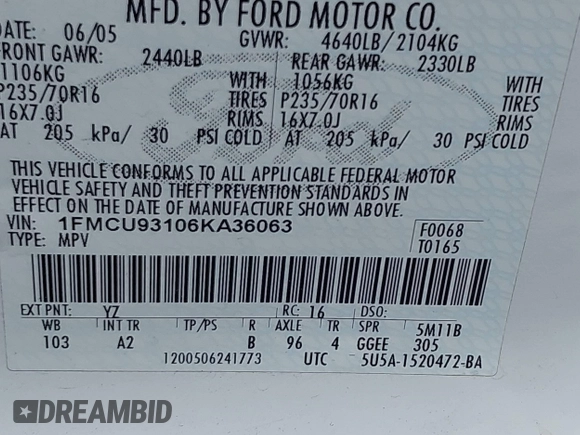 MFD. BY FORD MOTOR CO.
DATE: 06/05 GVWR: 4640LB/ 2104KG
FRONT GAWR: 2440LB REAR GAWR: 2330LB
1106KG WITH 1056KG WITH
P235/70R16 TIRES P235/70R16 TIRES
16X7.0J RIMS 16X7.0J RIMS
AT 205 kPa/ 30 PSI COLD AT 205 kPa/ 30 PSI COLD
THIS VEHICLE CONFORMS TO ALL APPLICABLE FEDERAL MOTOR
VEHICLE SAFETY AND THEFT PREVENTION STANDARDS IN
EFFECT ON THE DATE OF MANUFACTURE SHOWN ABOVE.
VIN: 1FMCU93106KA36063 F0068
TYPE: MPV T0165
EXT PNT: YZ RC: 16 DSO:
WB INT TR TP/PS R AXLE TR SPR 5M11B
103 A2 B 96 4 GGEE 305
1200506241773 UTC 5U5A-1520472-BA
Ford
DREAMBID